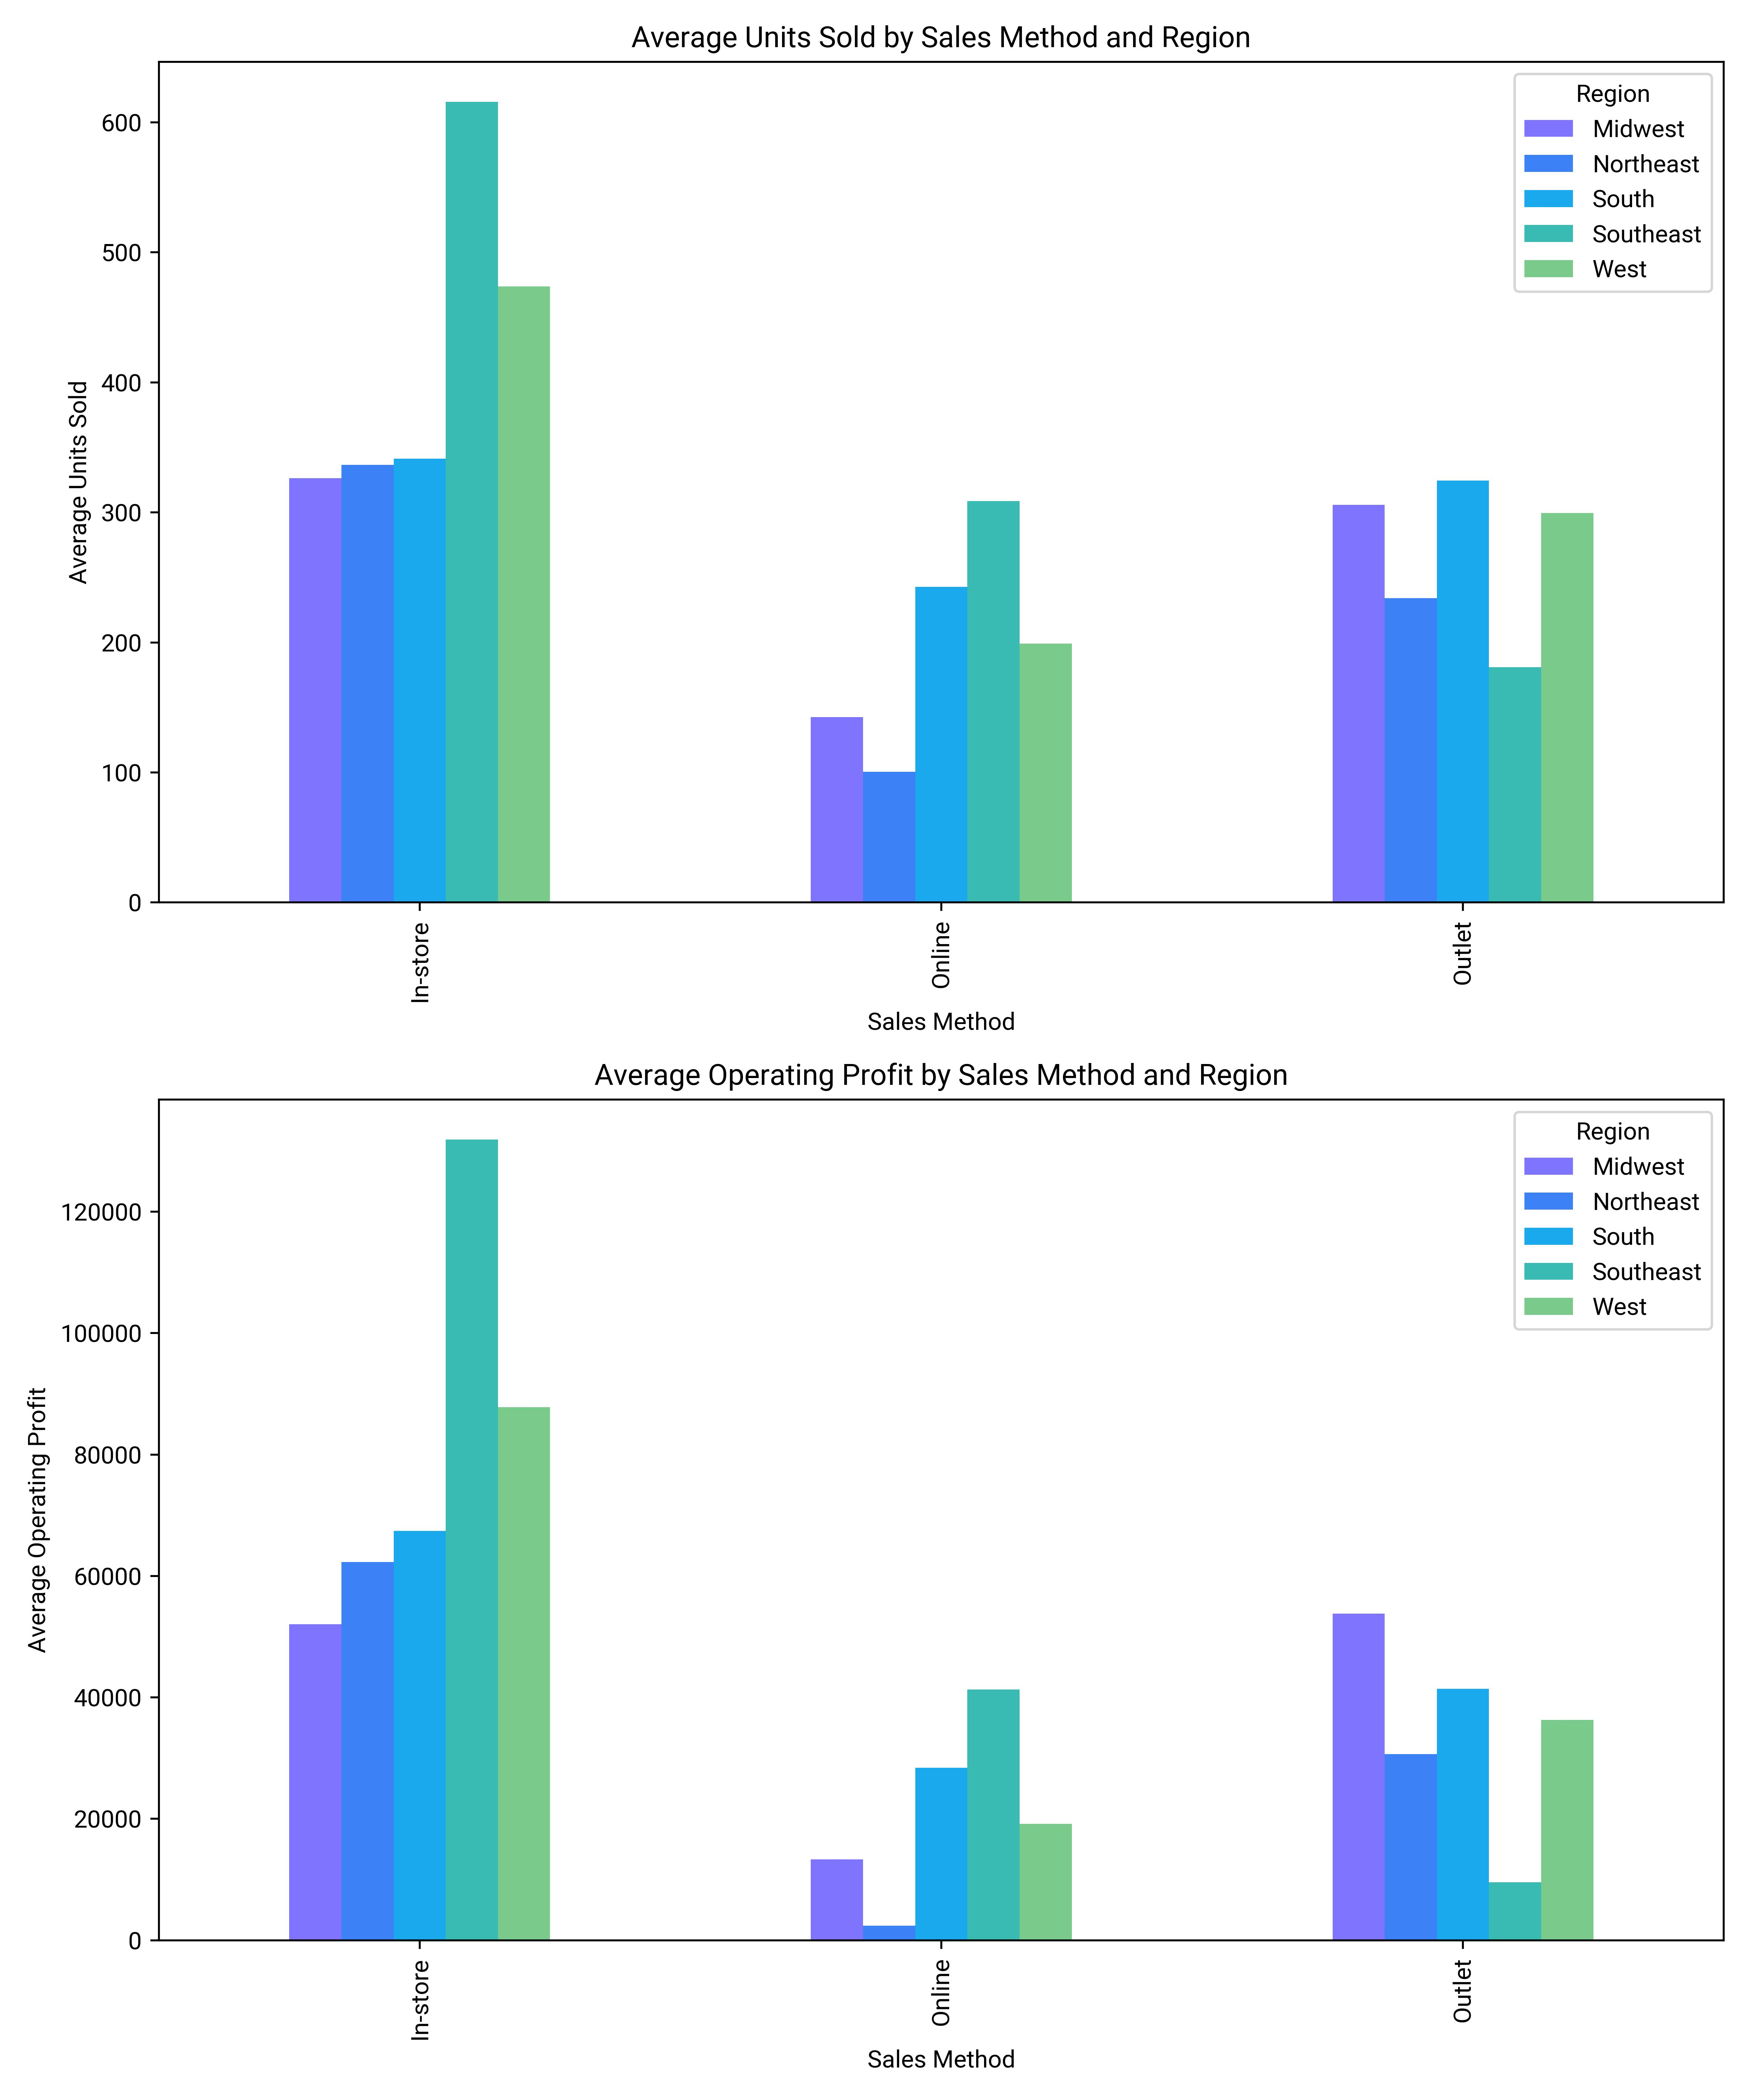 Average Units Sold by Sales Method and Region
Region
Midwest
Northeast
South
Southeast
West
Average Units Sold
600
500
400
300
200
100
0
In-store
Online
Outlet
Sales Method
Average Operating Profit by Sales Method and Region
Region
Midwest
Northeast
South
Southeast
West
Average Operating Profit
120000
100000
80000
60000
40000
20000
0
In-store
Online
Outlet
Sales Method